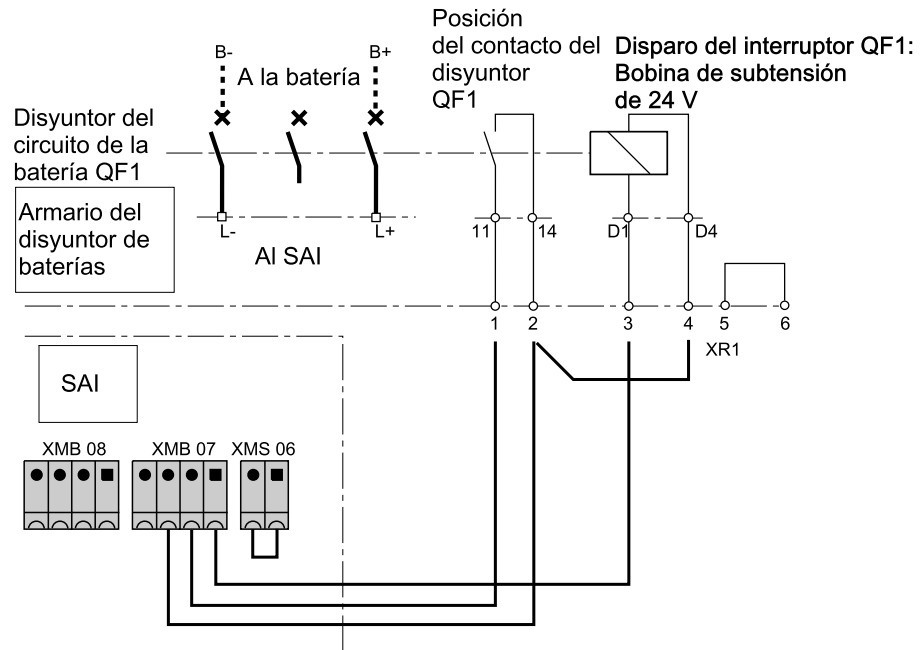 Posición
del contacto del
disyuntor
QF1
Disparo del interruptor QF1:
Bobina de subtensión
de 24 V
B-
B+
A la batería
Disyuntor del
circuito de la
batería QF1
Armario del
disyuntor de
baterías
L-
L+
Al SAI
11
14
D1
D4
1
2
3
4
5
6
XR1
SAI
XMB 08
XMB 07
XMS 06